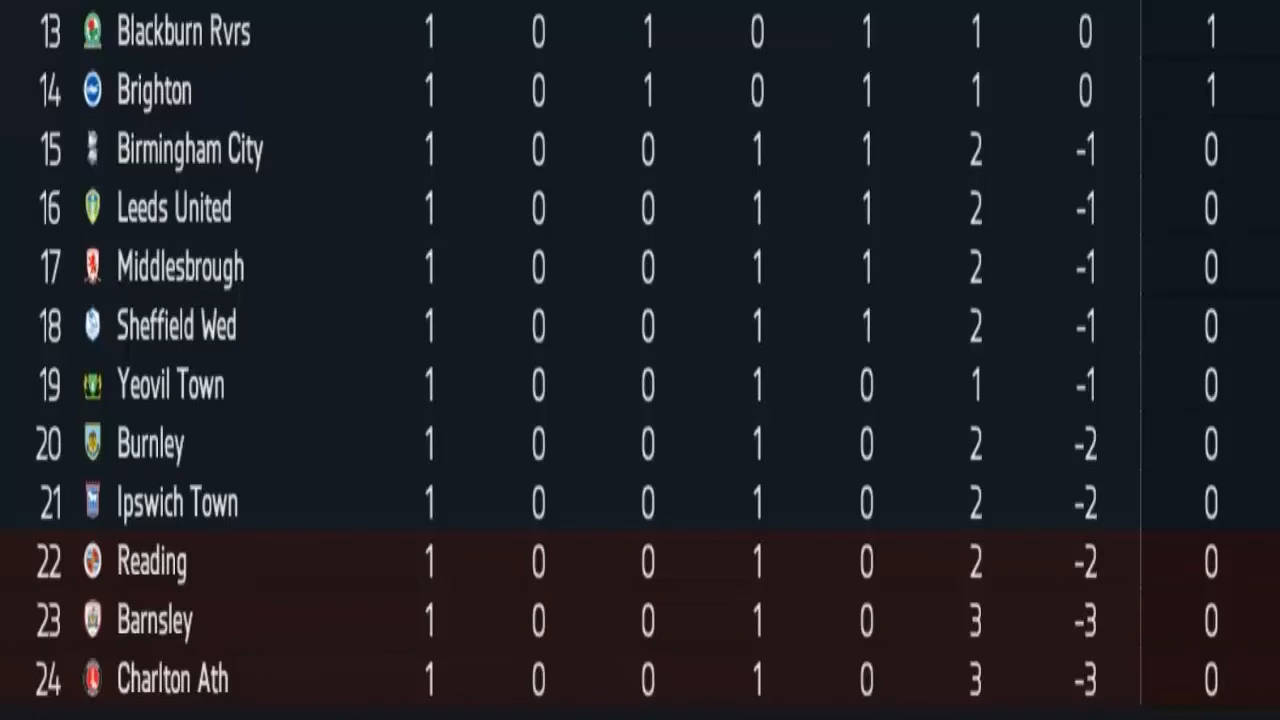 13 Blackburn Rvrs 1 0 1 0 1 1 0 1
14 Brighton 1 0 1 0 1 1 0 1
15 Birmingham City 1 0 0 1 1 2 -1 0
16 Leeds United 1 0 0 1 1 2 -1 0
17 Middlesbrough 1 0 0 1 1 2 -1 0
18 Sheffield Wed 1 0 0 1 1 2 -1 0
19 Yeovil Town 1 0 0 1 0 1 -1 0
20 Burnley 1 0 0 1 0 2 -2 0
21 Ipswich Town 1 0 0 1 0 2 -2 0
22 Reading 1 0 0 1 0 2 -2 0
23 Barnsley 1 0 0 1 0 3 -3 0
24 Charlton Ath 1 0 0 1 0 3 -3 0